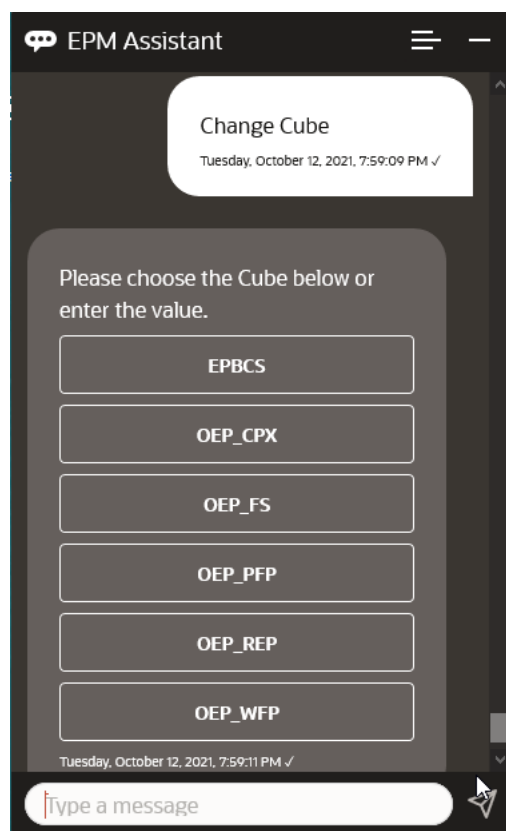 EPM Assistant
Change Cube
Tuesday, October 12, 2021, 7:59:09 PM ✓
Please choose the Cube below or
enter the value.
EPBCS
OEP_CPX
OEP_FS
OEP_PFP
OEP_REP
OEP_WFP
Tuesday, October 12, 2021, 7:59:11 PM ✓
Type a message